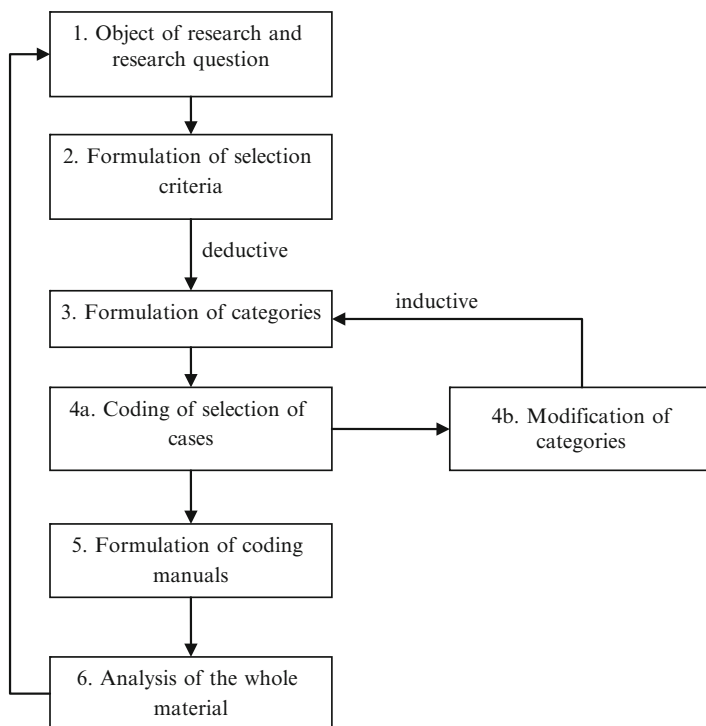 1. Object of research and
research question
2. Formulation of selection
criteria
deductive
3. Formulation of categories
inductive
4a. Coding of selection of
cases
4b. Modification of
categories
5. Formulation of coding
manuals
6. Analysis of the whole
material